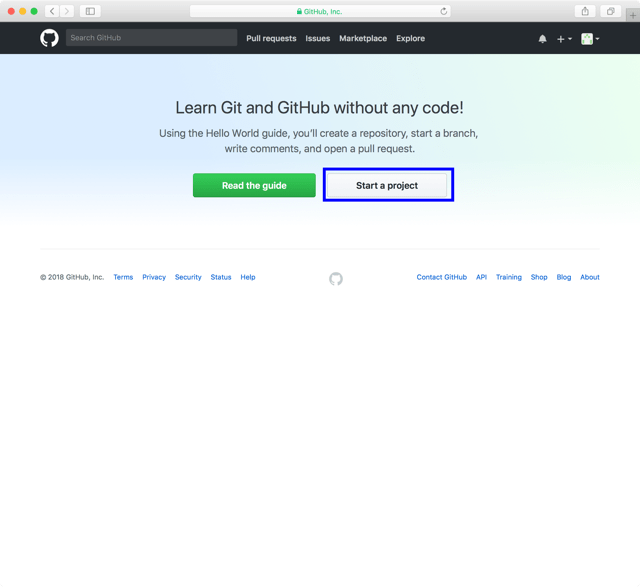 GitHub, Inc.
Search GitHub
Pull requests Issues Marketplace Explore
Learn Git and GitHub without any code!
Using the Hello World guide, you'll create a repository, start a branch,
write comments, and open a pull request.
Read the guide Start a project
© 2018 GitHub, Inc. Terms Privacy Security Status Help Contact GitHub API Training Shop Blog About